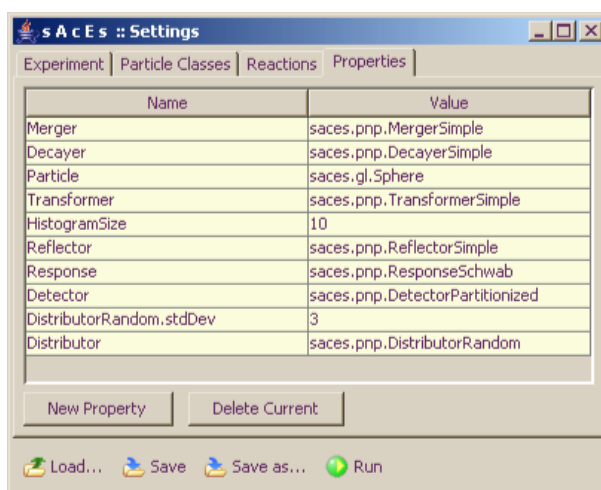 s A c E s :: Settings
Experiment Particle Classes Reactions Properties
Name Value
Merger saces.pnp.MergerSimple
Decayer saces.pnp.DecayerSimple
Particle saces.gl.Sphere
Transformer saces.pnp.TransformerSimple
HistogramSize 10
Reflector saces.pnp.ReflectorSimple
Response saces.pnp.ResponseSchwab
Detector saces.pnp.DetectorPartitionized
DistributorRandom.stdDev 3
Distributor saces.pnp.DistributorRandom
New Property Delete Current
Load... Save Save as... Run